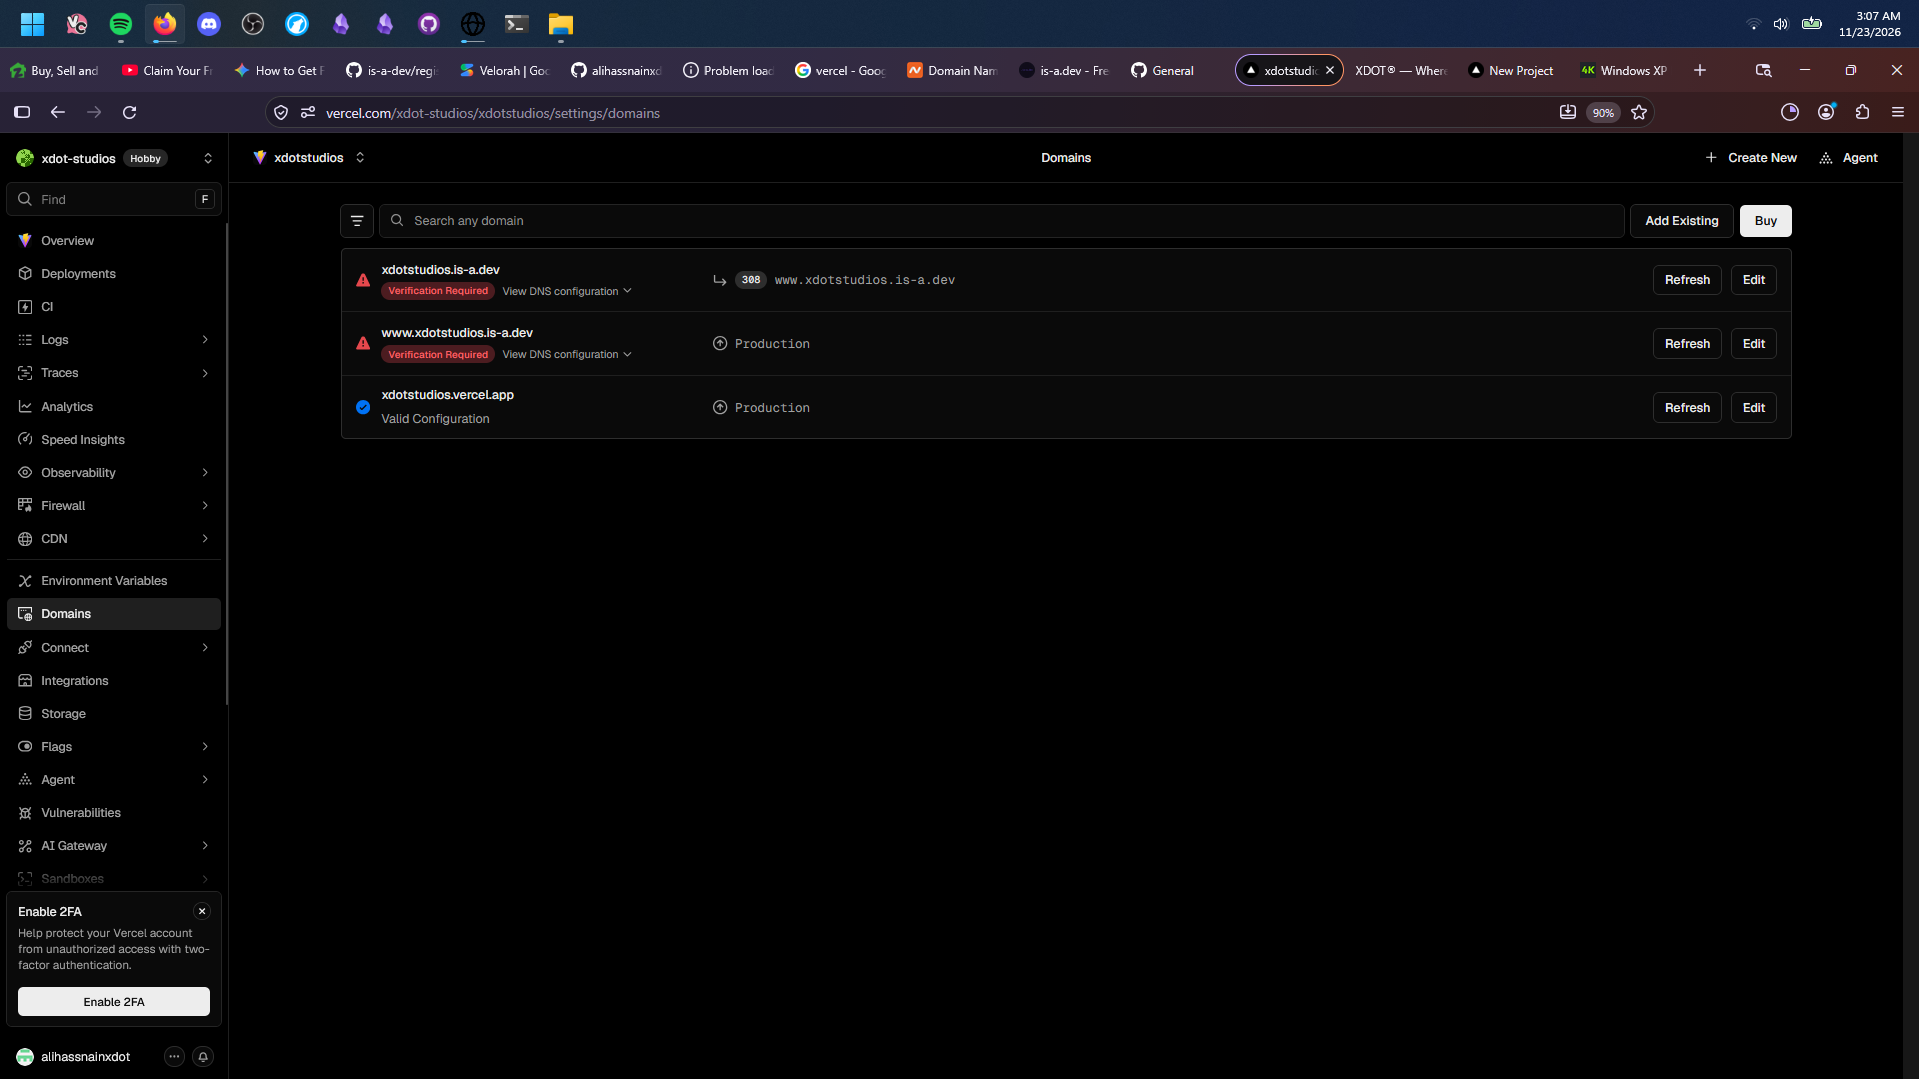 3:07 AM
11/23/2026
Buy, Sell and
Claim Your Fr
How to Get F
is-a-dev/regi
Velorah | Goo
alihassnainxd
Problem load
vercel - Goog
Domain Nam
is-a.dev - Fre
General
xdotstudio
XDOT® — Where
New Project
4K
Windows XP
vercel.com/xdot-studios/xdotstudios/settings/domains
90%
xdot-studios
Hobby
xdotstudios
Domains
Create New
Agent
Find
F
Overview
Deployments
CI
Logs
Traces
Analytics
Speed Insights
Observability
Firewall
CDN
Environment Variables
Domains
Connect
Integrations
Storage
Flags
Agent
Vulnerabilities
AI Gateway
Sandboxes
Enable 2FA
Help protect your Vercel account
from unauthorized access with two-
factor authentication.
Enable 2FA
alihassnainxdot
Search any domain
Add Existing
Buy
xdotstudios.is-a.dev
Verification Required
View DNS configuration
308
www.xdotstudios.is-a.dev
Refresh
Edit
www.xdotstudios.is-a.dev
Verification Required
View DNS configuration
Production
Refresh
Edit
xdotstudios.vercel.app
Valid Configuration
Production
Refresh
Edit